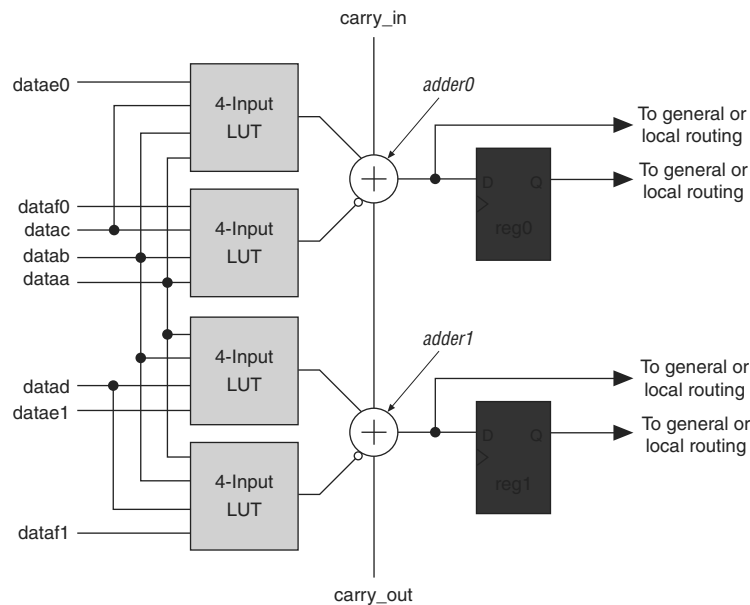 carry_in
adder0
datae0
4-Input
LUT
To general or
local routing
To general or
local routing
D Q
reg0
dataf0
datac
datab
dataa
4-Input
LUT
4-Input
LUT
adder1
datad
datae1
To general or
local routing
To general or
local routing
D Q
reg1
4-Input
LUT
dataf1
carry_out